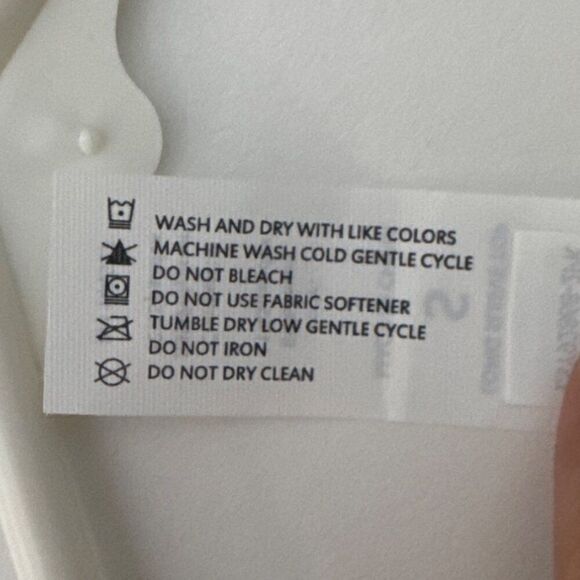 WASH AND DRY WITH LIKE COLORS
MACHINE WASH COLD GENTLE CYCLE
DO NOT BLEACH
DO NOT USE FABRIC SOFTENER
TUMBLE DRY LOW GENTLE CYCLE
DO NOT IRON
DO NOT DRY CLEAN